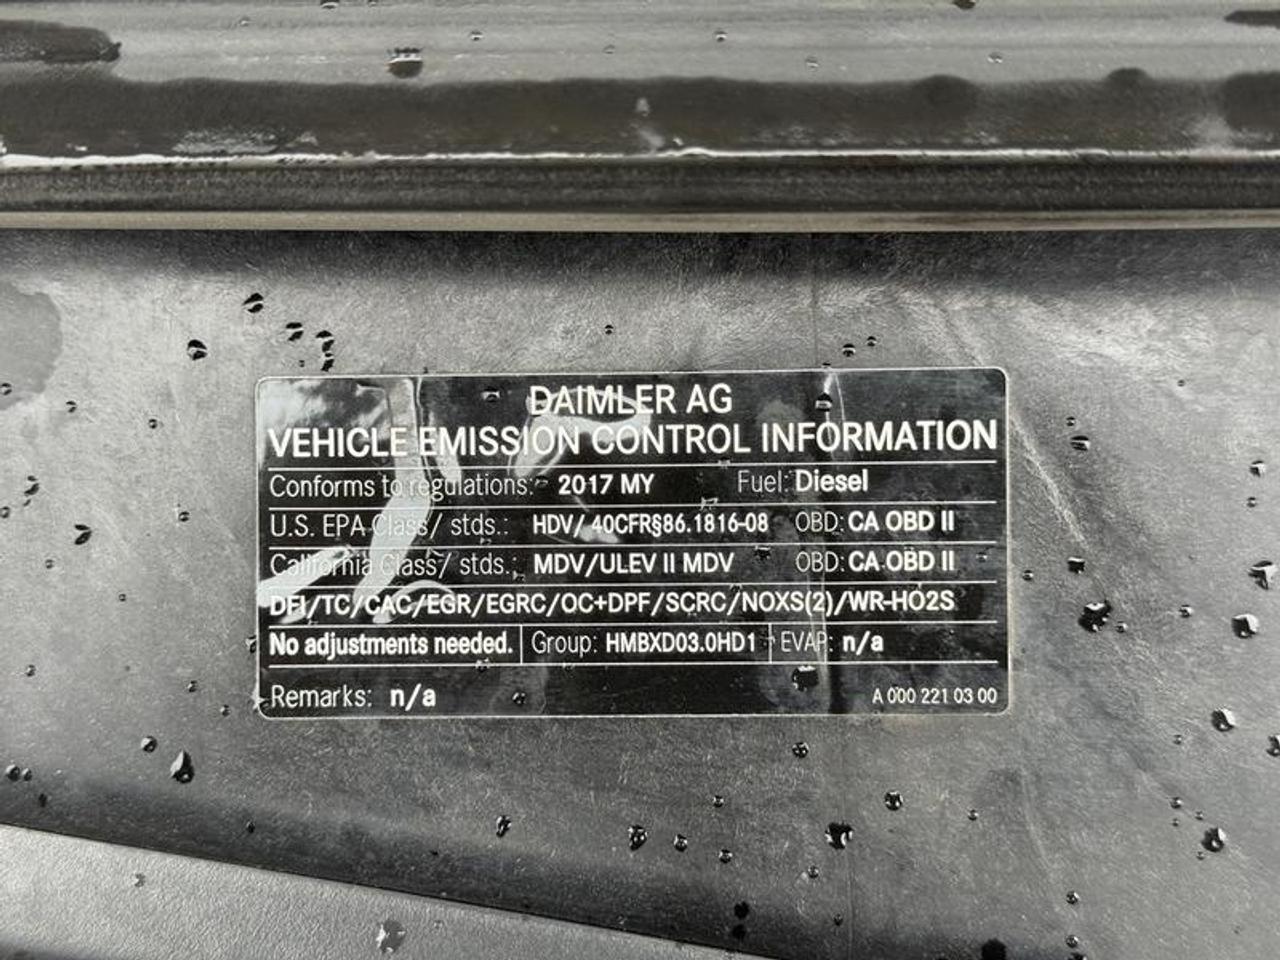 DAIMLER AG
VEHICLE EMISSION CONTROL INFORMATION
Conforms to regulations: 2017 MY Fuel: Diesel
U.S. EPA Class/ stds.: HDV/ 40CFR§86.1816-08 OBD: CA OBD II
California Class/ stds.: MDV/ULEV II MDV OBD: CA OBD II
DFI/TC/CAC/EGR/EGRC/OC+DPF/SCRC/NOXS(2)/WR-HO2S
No adjustments needed. Group: HMBXD03.0HD1 EVAP: n/a
Remarks: n/a A 000 221 03 00